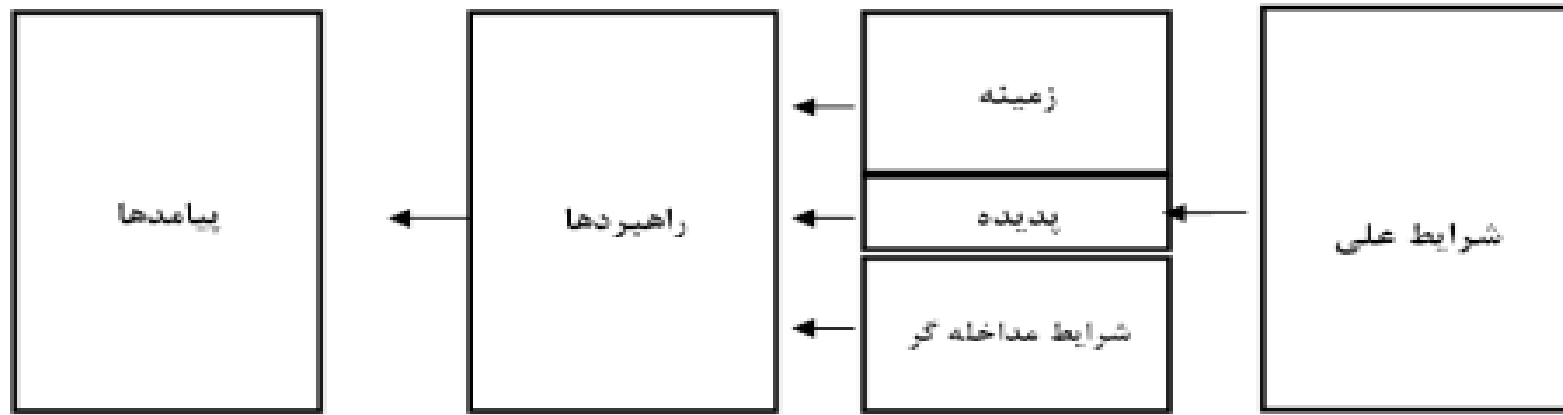 شرایط علی
زمینه
پدیده
شرایط مداخله گر
راهبردها
پیامدها